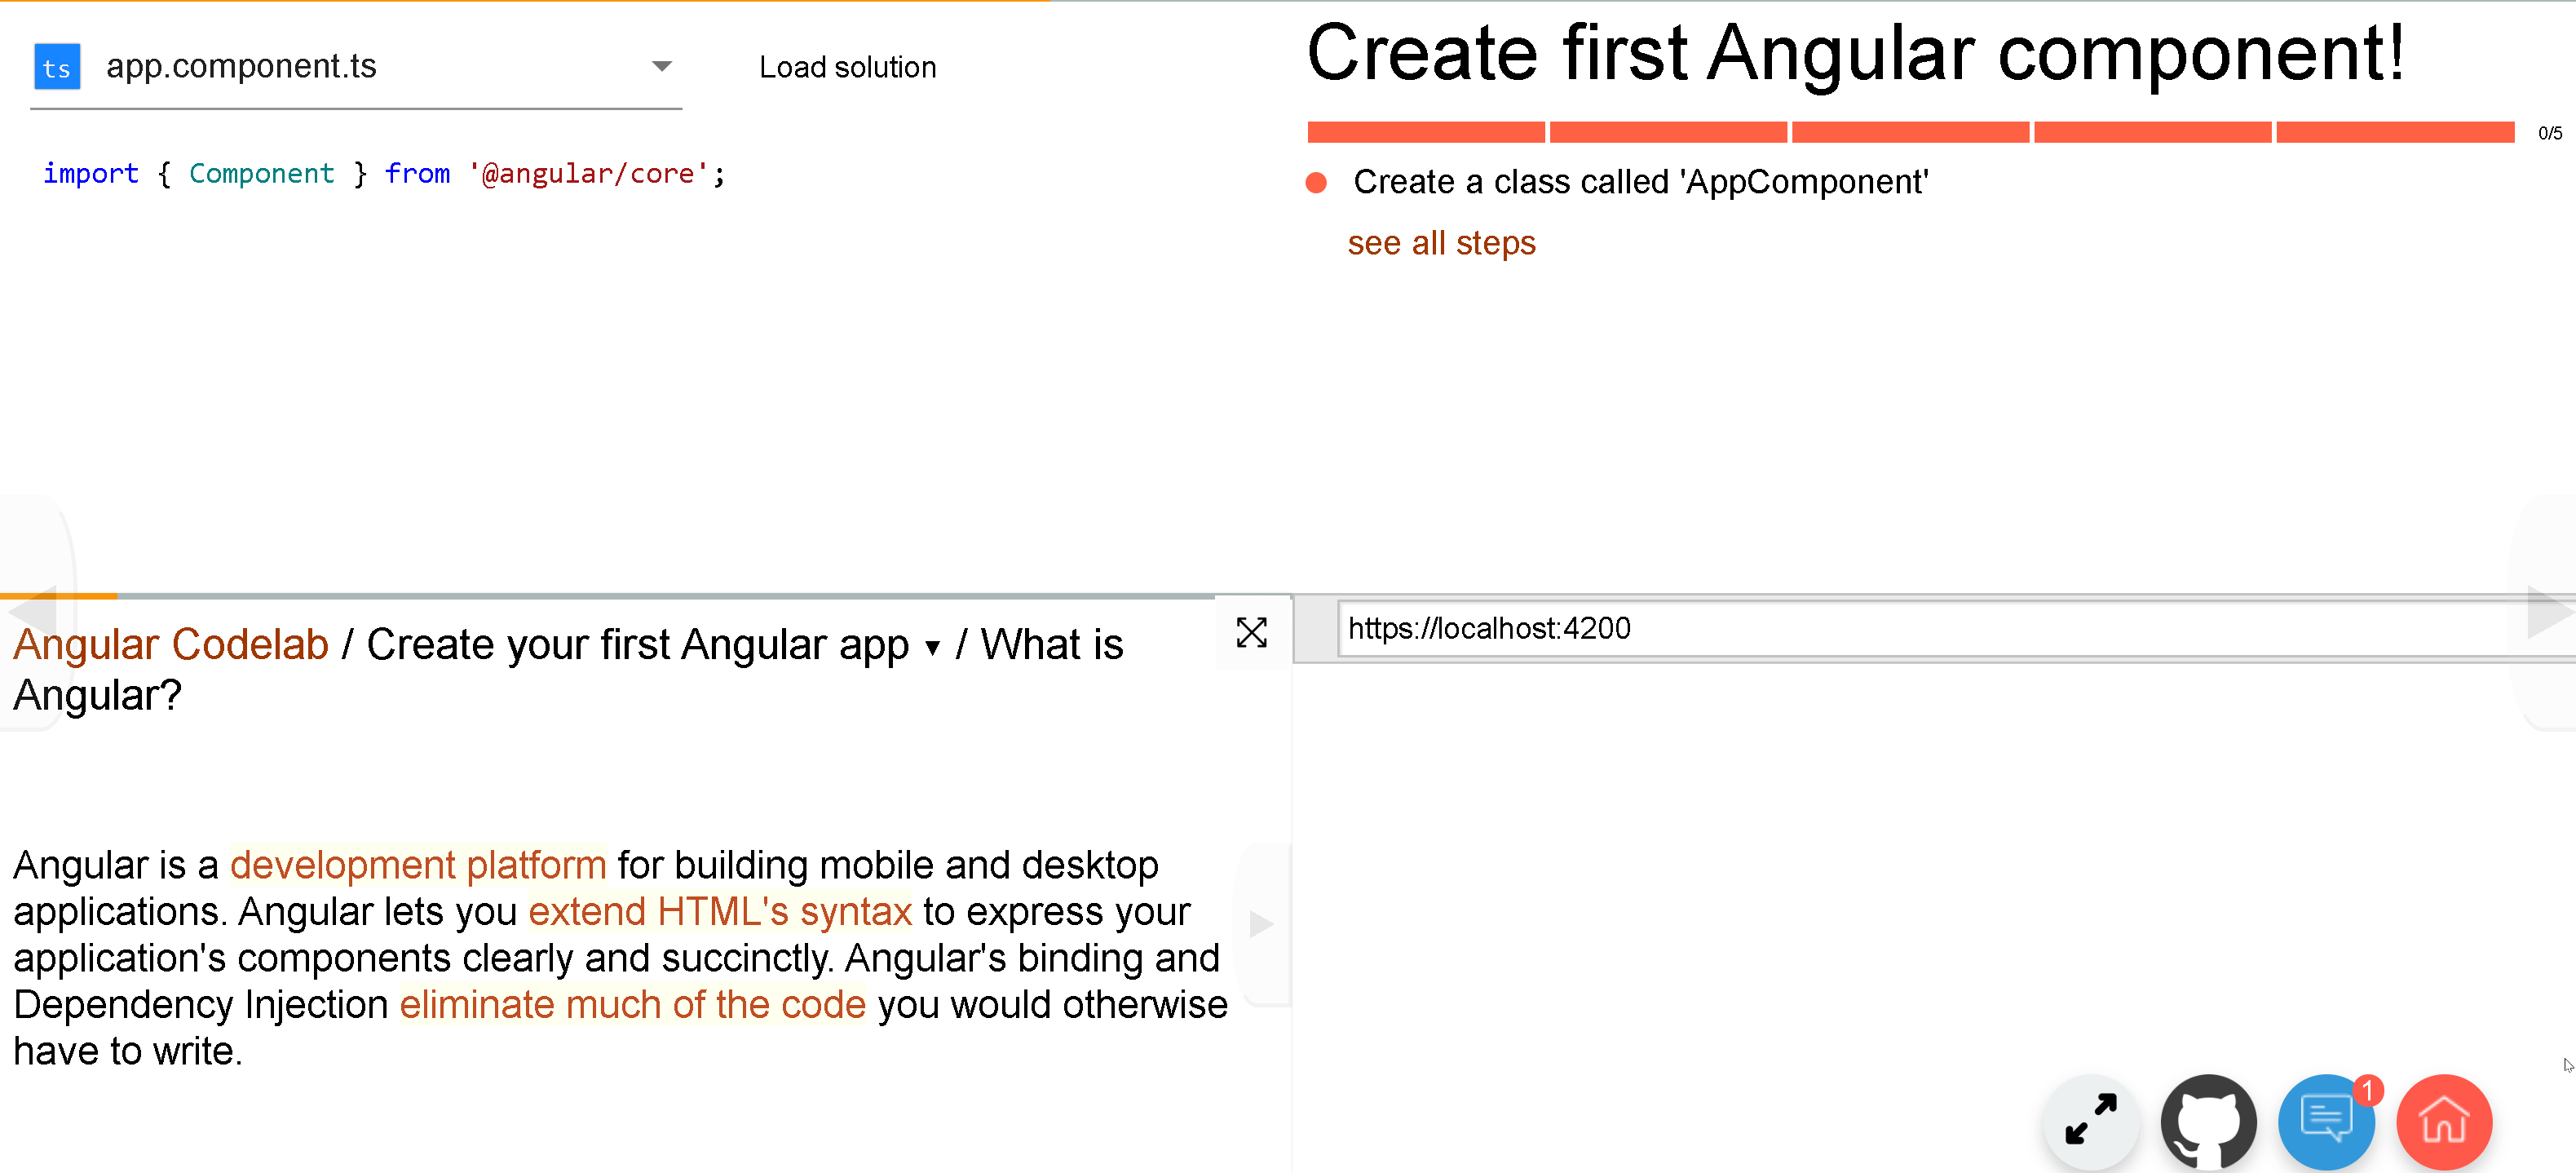 ts app.component.ts
Load solution
import { Component } from '@angular/core';
Create first Angular component!
0/5
Create a class called 'AppComponent'
see all steps
Angular Codelab / Create your first Angular app ▾ / What is
Angular?
Angular is a development platform for building mobile and desktop
applications. Angular lets you extend HTML's syntax to express your
application's components clearly and succinctly. Angular's binding and
Dependency Injection eliminate much of the code you would otherwise
have to write.
https://localhost:4200
1